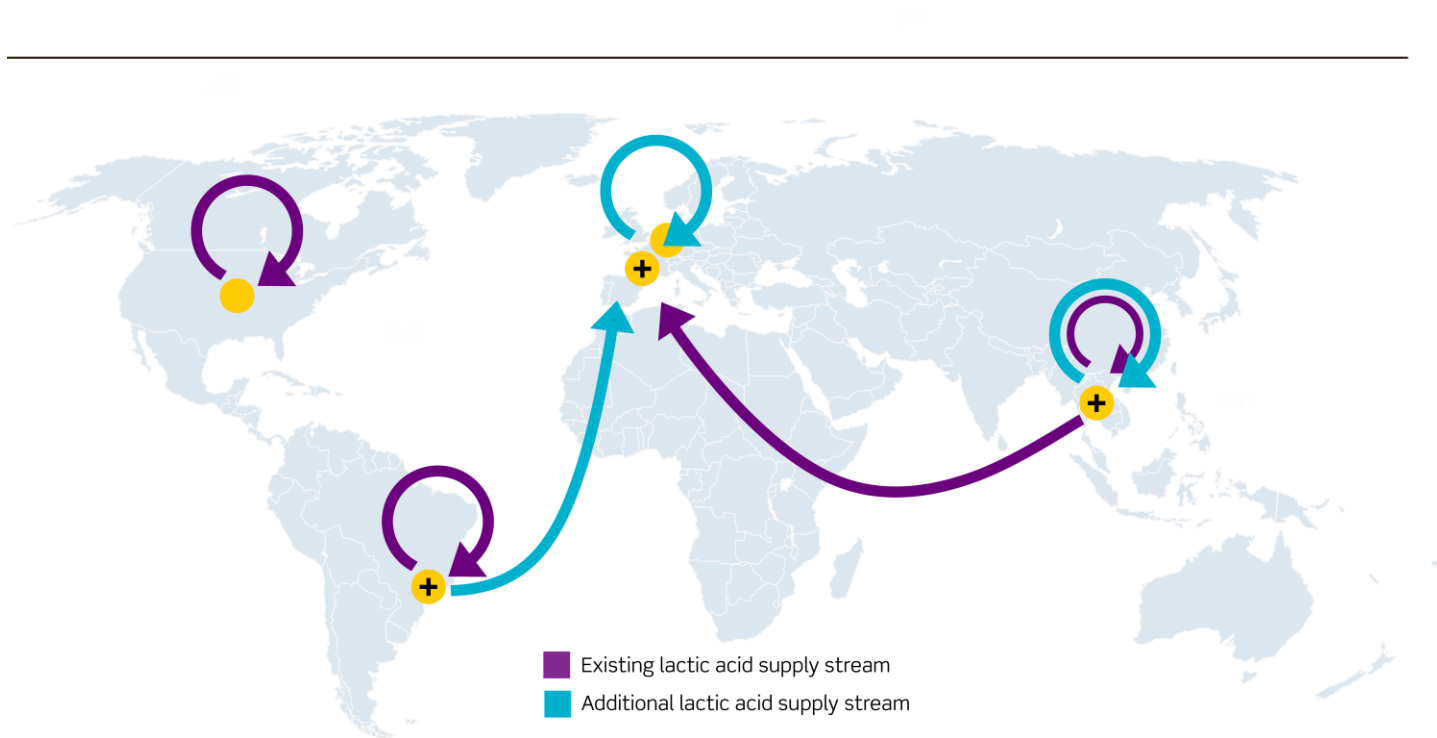 +
+
+
Existing lactic acid supply stream
Additional lactic acid supply stream